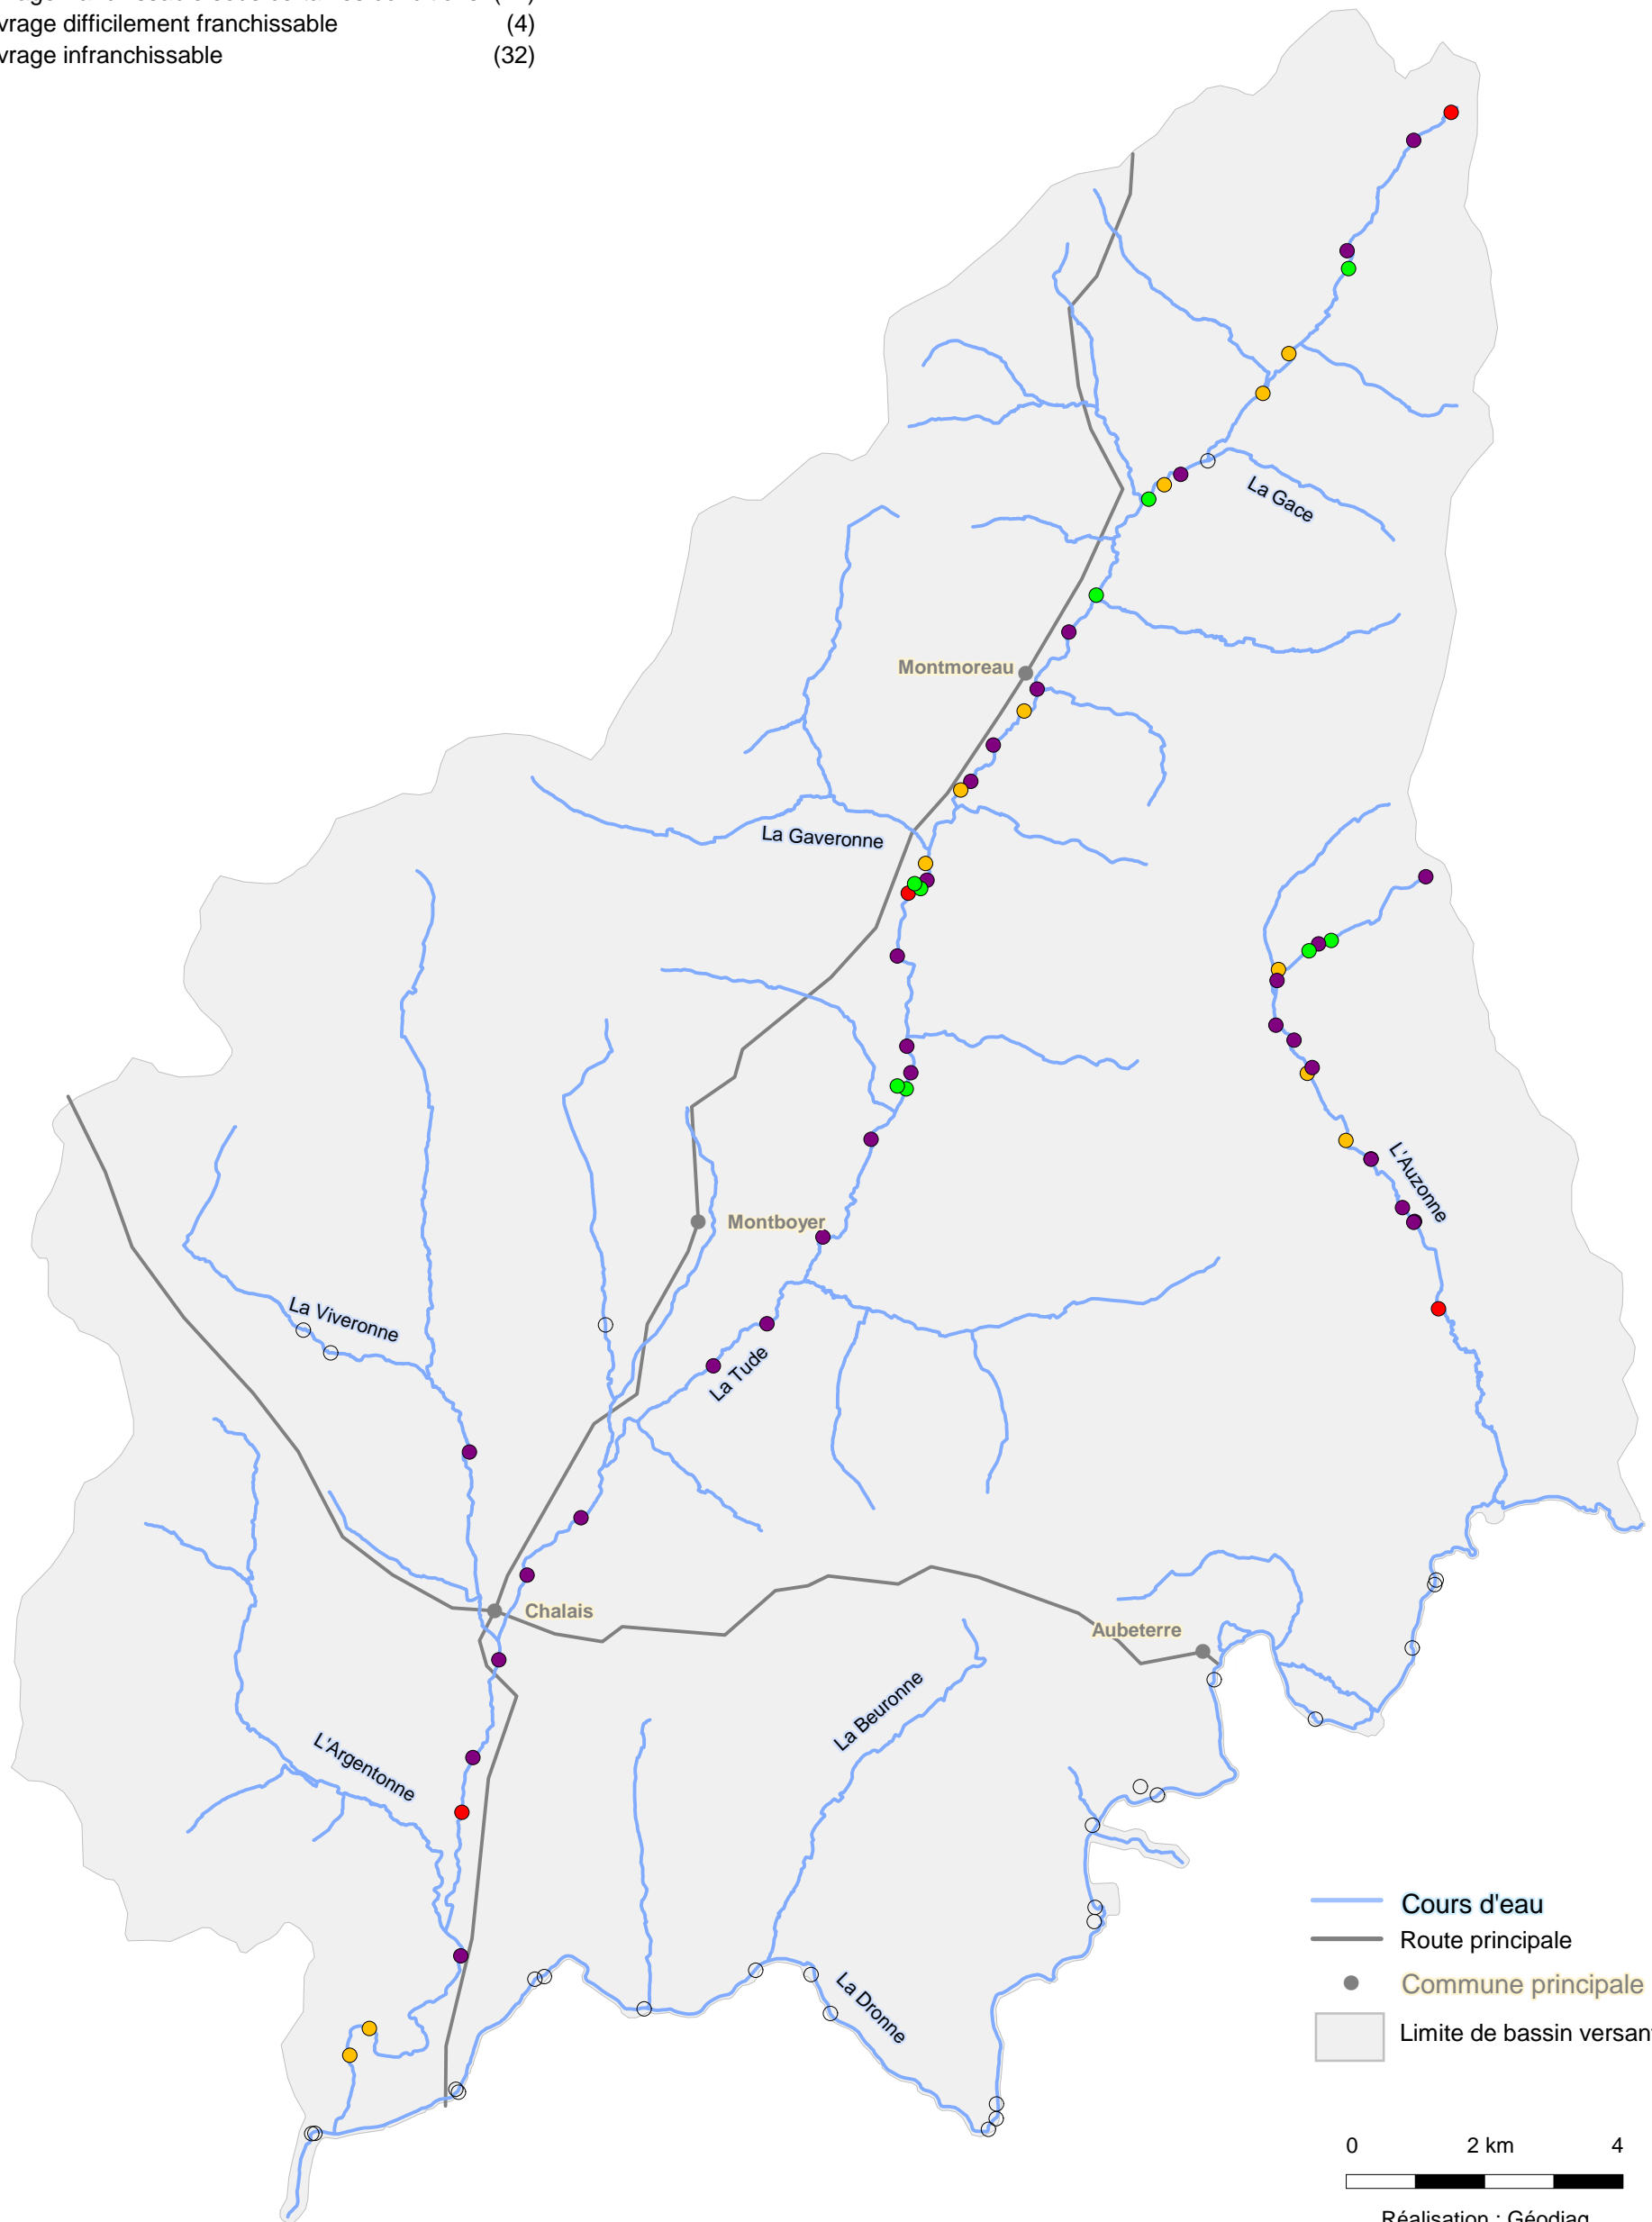 vrage difficilement franchissable (4)
vrage infranchissable (32)
La Gace
Montmoreau
La Gaveronne
L'Auzonne
Montboyer
La Viveronne
La Tude
Chalais
Aubeterre
La Beuronne
L'Argentonne
La Dronne
Cours d'eau
Route principale
Commune principale
Limite de bassin versan
0 2 km 4
Réalisation : Géodiag